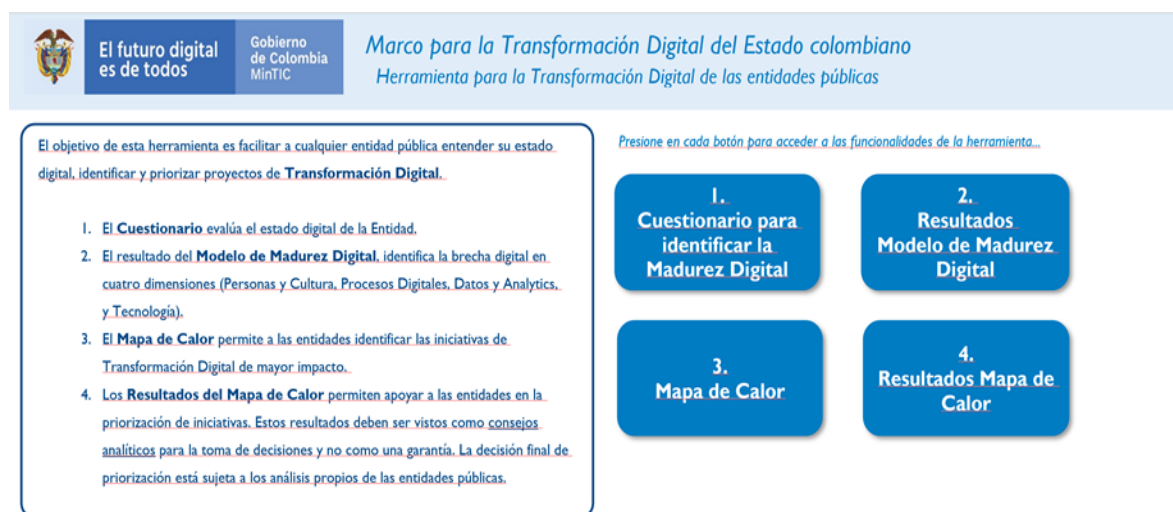 El futuro digital
es de todos
Gobierno
de Colombia
MinTIC
Marco para la Transformación Digital del Estado colombiano
Herramienta para la Transformación Digital de las entidades públicas
El objetivo de esta herramienta es facilitar a cualquier entidad pública entender su estado
digital, identificar y priorizar proyectos de Transformación Digital.
1. El Cuestionario evalúa el estado digital de la Entidad.
2. El resultado del Modelo de Madurez Digital, identifica la brecha digital en
cuatro dimensiones (Personas y Cultura, Procesos Digitales, Datos y Analytics,
y Tecnología).
3. El Mapa de Calor permite a las entidades identificar las iniciativas de
Transformación Digital de mayor impacto.
4. Los Resultados del Mapa de Calor permiten apoyar a las entidades en la
priorización de iniciativas. Estos resultados deben ser vistos como consejos
analíticos para la toma de decisiones y no como una garantía. La decisión final de
priorización está sujeta a los análisis propios de las entidades públicas.
Presione en cada botón para acceder a las funcionalidades de la herramienta...
1.
Cuestionario para
identificar la
Madurez Digital
2.
Resultados
Modelo de Madurez
Digital
3.
Mapa de Calor
4.
Resultados Mapa de
Calor